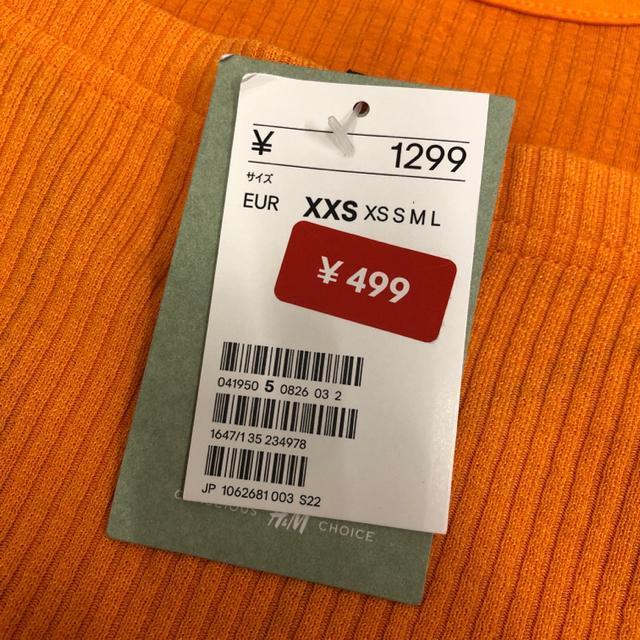 ¥ 1299
サイズ
EUR XXS XS S M L
¥499
041950 5 0826 03 2
1647/1 35 234978
JP 1062681 003 S22
H&M CHOICE